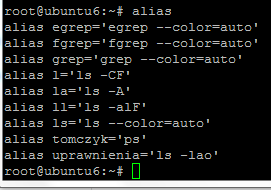 root@ubuntu6:~# alias
alias egrep='egrep --color=auto'
alias fgrep='fgrep --color=auto'
alias grep='grep --color=auto'
alias l='ls -CF'
alias la='ls -A'
alias ll='ls -alF'
alias ls='ls --color=auto'
alias tomczyk='ps'
alias uprawnienia='ls -lao'
root@ubuntu6:~#